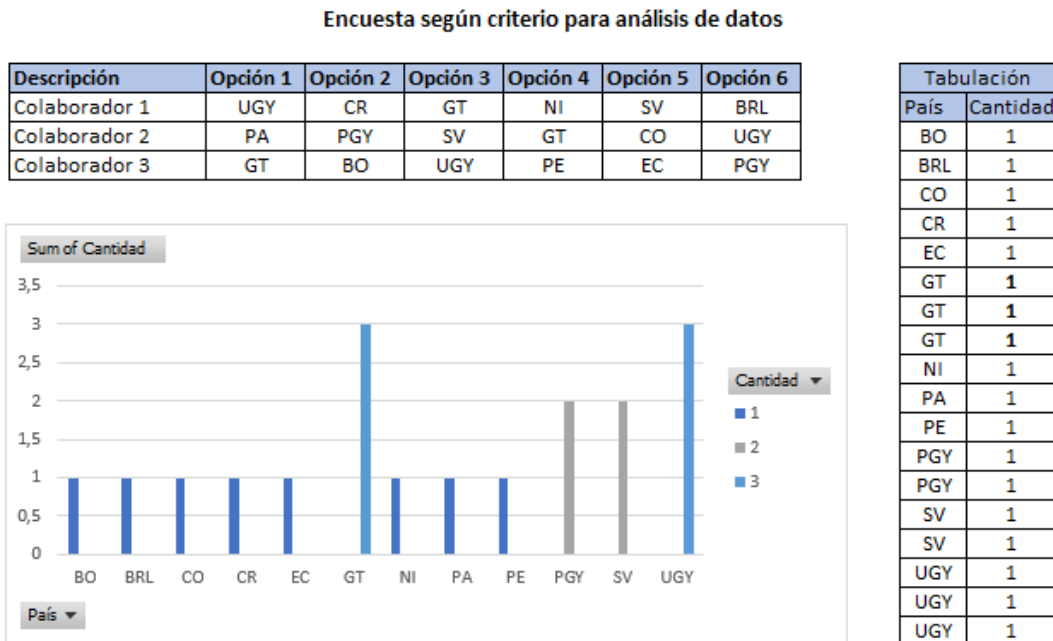 Encuesta según criterio para análisis de datos
Descripción Opción 1 Opción 2 Opción 3 Opción 4 Opción 5 Opción 6
Colaborador 1 UGY CR GT NI SV BRL
Colaborador 2 PA PGY SV GT CO UGY
Colaborador 3 GT BO UGY PE EC PGY
Sum of Cantidad
3,5
3
2,5
2
1,5
1
0,5
0
BO BRL CO CR EC GT NI PA PE PGY SV UGY
País
Cantidad
1
2
3
Tabulación
País Cantidad
BO 1
BRL 1
CO 1
CR 1
EC 1
GT 1
GT 1
GT 1
NI 1
PA 1
PE 1
PGY 1
PGY 1
SV 1
SV 1
UGY 1
UGY 1
UGY 1